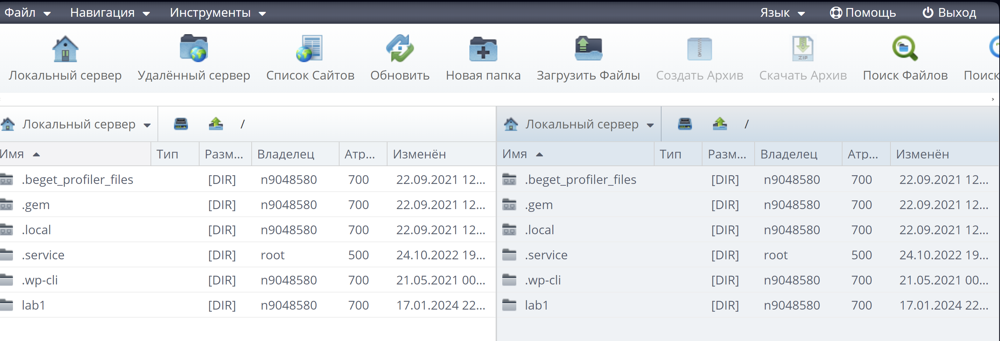 Файл Навигация Инструменты Язык Помощь Выход
Локальный сервер Удалённый сервер Список Сайтов Обновить Новая папка Загрузить Файлы Создать Архив Скачать Архив Поиск Файлов Поиск
Локальный сервер / Локальный сервер /
Имя Тип Разм... Владелец Атр... Изменён Имя Тип Разм... Владелец Атр... Изменён
.beget_profiler_files [DIR] n9048580 700 22.09.2021 12... .beget_profiler_files [DIR] n9048580 700 22.09.2021 12...
.gem [DIR] n9048580 700 22.09.2021 12... .gem [DIR] n9048580 700 22.09.2021 12...
.local [DIR] n9048580 700 22.09.2021 12... .local [DIR] n9048580 700 22.09.2021 12...
.service [DIR] root 500 24.10.2022 19... .service [DIR] root 500 24.10.2022 19...
.wp-cli [DIR] n9048580 700 21.05.2021 00... .wp-cli [DIR] n9048580 700 21.05.2021 00...
lab1 [DIR] n9048580 700 17.01.2024 22... lab1 [DIR] n9048580 700 17.01.2024 22...